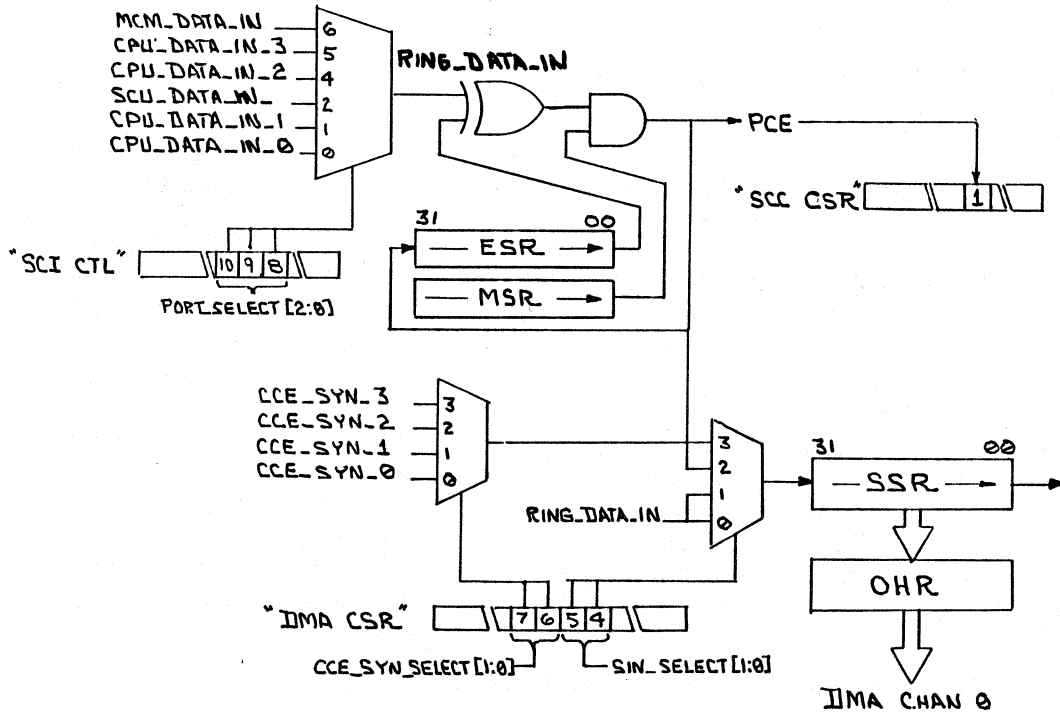 MCM_DATA_IN
6
CPU_DATA_IN_3
5
CPU_DATA_IN_2
4
SCU_DATA_IN_
2
CPU_DATA_IN_1
1
CPU_DATA_IN_0
0
RING_DATA_IN
PCE
"SCC CSR"
1
31
00
ESR
MSR
"SCI CTL"
10
9
8
PORT_SELECT[2:0]
CCE_SYN_3
3
CCE_SYN_2
2
CCE_SYN_1
1
CCE_SYN_0
0
3
2
1
0
RING_DATA_IN
31
00
SSR
OHR
"DMA CSR"
7
6
5
4
CCE_SYN_SELECT[1:0]
SIN_SELECT[1:0]
DMA CHAN 0